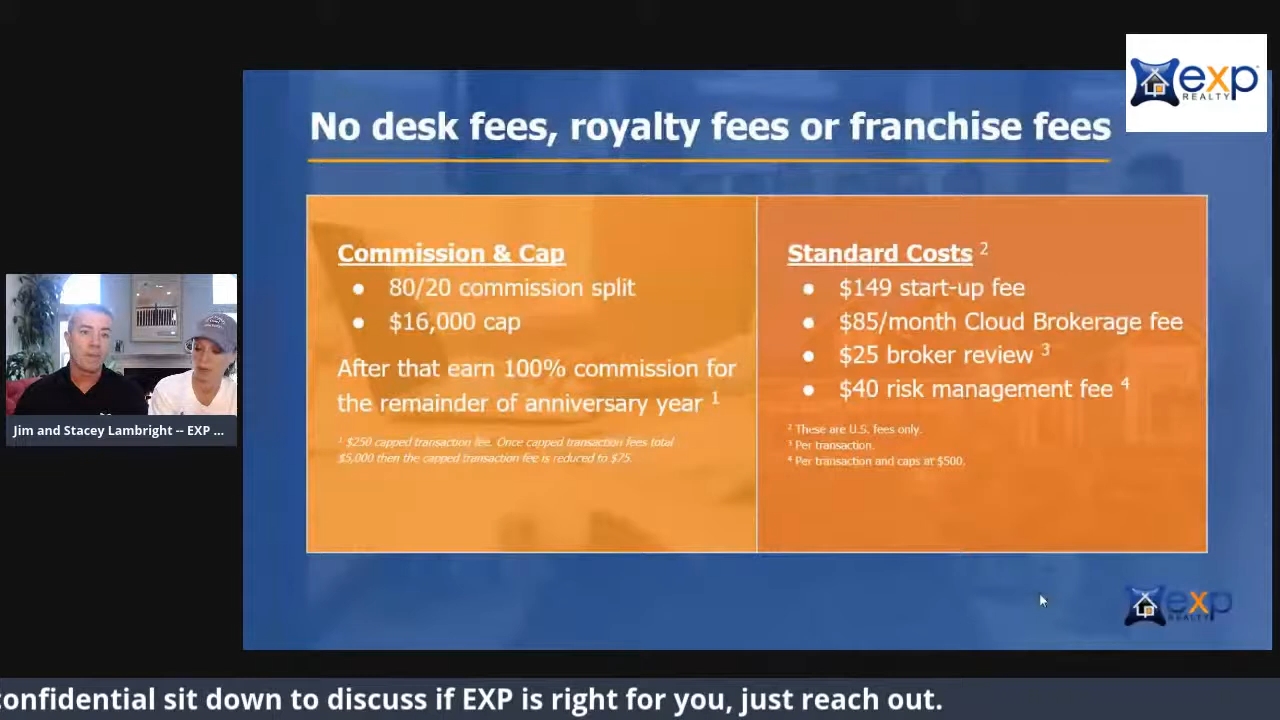 exp
REALTY
No desk fees, royalty fees or franchise fees
Commission & Cap
● 80/20 commission split
● $16,000 cap
After that earn 100% commission for
the remainder of anniversary year 1
1 $250 capped transaction fee. Once capped transaction fees total
$5,000 then the capped transaction fee is reduced to $75.
Standard Costs 2
● $149 start-up fee
● $85/month Cloud Brokerage fee
● $25 broker review 3
● $40 risk management fee 4
2 These are U.S. fees only.
3 Per transaction.
4 Per transaction and caps at $500.
Jim and Stacey Lambright -- EXP ...
exp
REALTY
confidential sit down to discuss if EXP is right for you, just reach out.